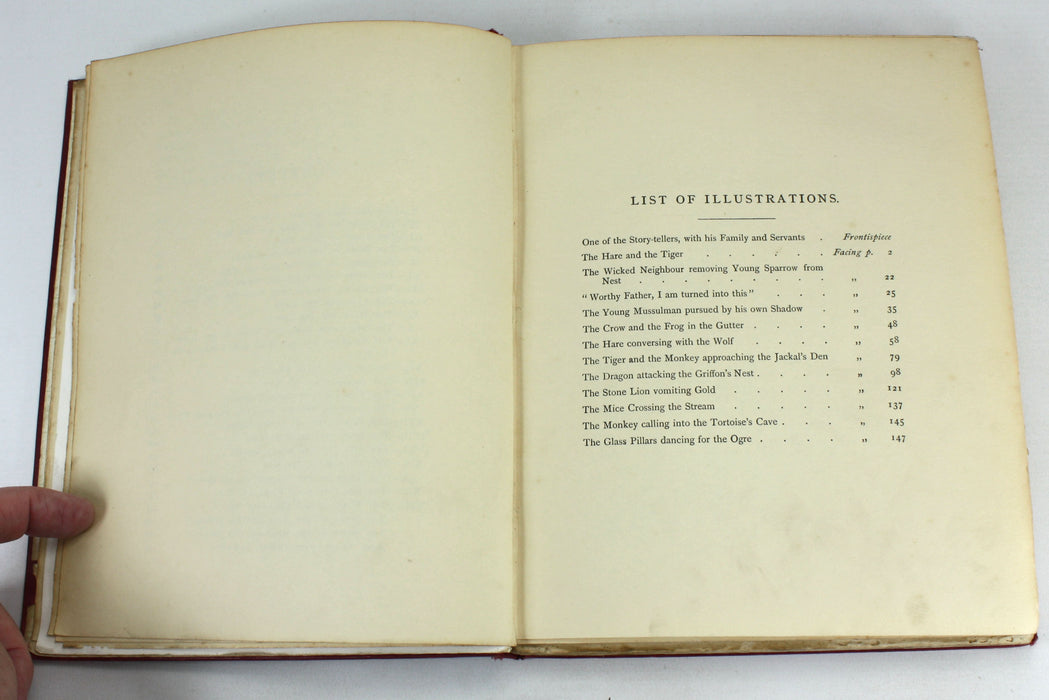 LIST OF ILLUSTRATIONS.
One of the Story-tellers, with his Family and Servants . Frontispiece
The Hare and the Tiger . . . . . . Facing p. 2
The Wicked Neighbour removing Young Sparrow from
Nest . . . . . . . . . „ 22
“Worthy Father, I am turned into this” . . . „ 25
The Young Mussulman pursued by his own Shadow . „ 35
The Crow and the Frog in the Gutter . . . . „ 48
The Hare conversing with the Wolf . . . . „ 58
The Tiger and the Monkey approaching the Jackal's Den „ 79
The Dragon attacking the Griffon's Nest . . . . „ 98
The Stone Lion vomiting Gold . . . . . „ 121
The Mice Crossing the Stream . . . . . „ 137
The Monkey calling into the Tortoise's Cave . . . „ 145
The Glass Pillars dancing for the Ogre . . . . „ 147